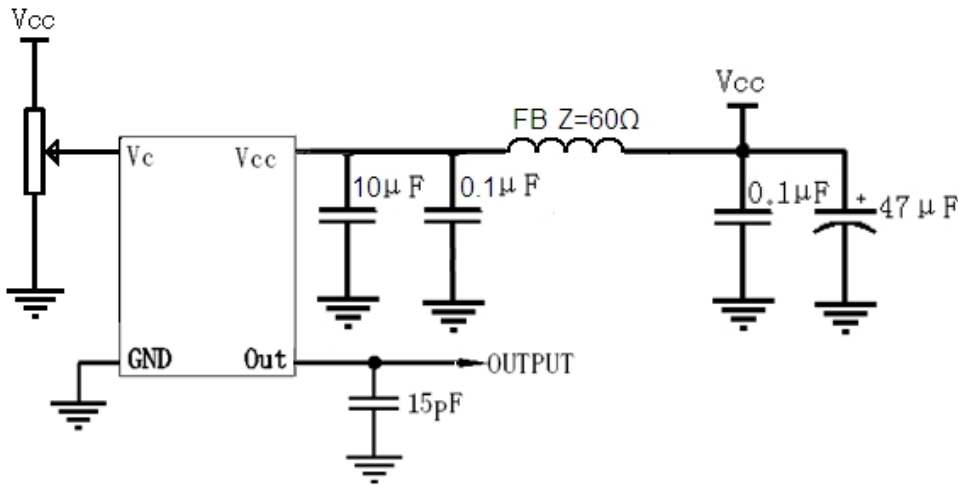 Vcc
Vcc
FB Z=60Ω
Vc
Vcc
10μF
0.1μF
0.1μF
+
47μF
GND
Out
OUTPUT
15pF